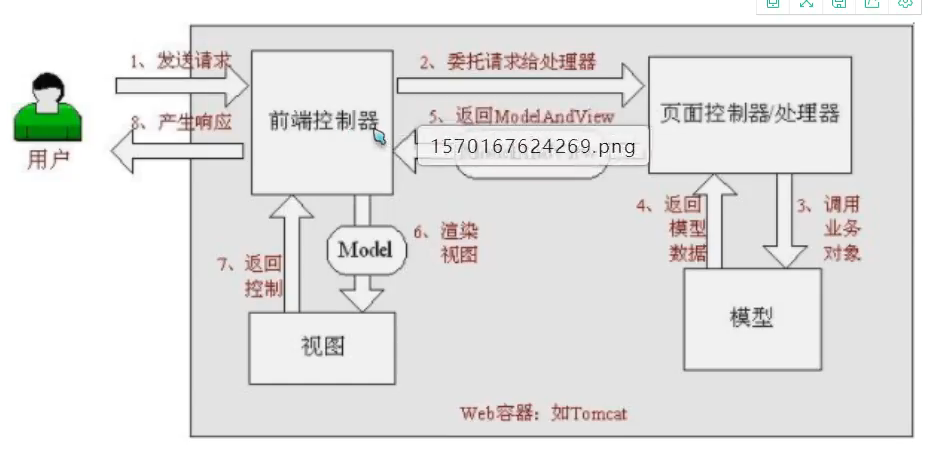 1、发送请求
2、委托请求给处理器
8、产生响应
前端控制器
5、返回ModelAndView
页面控制器/处理器
1570167624269.png
用户
4、返回
模型
数据
3、调用
业务
对象
6、渲染
视图
Model
7、返回
控制
模型
视图
Web容器：如Tomcat